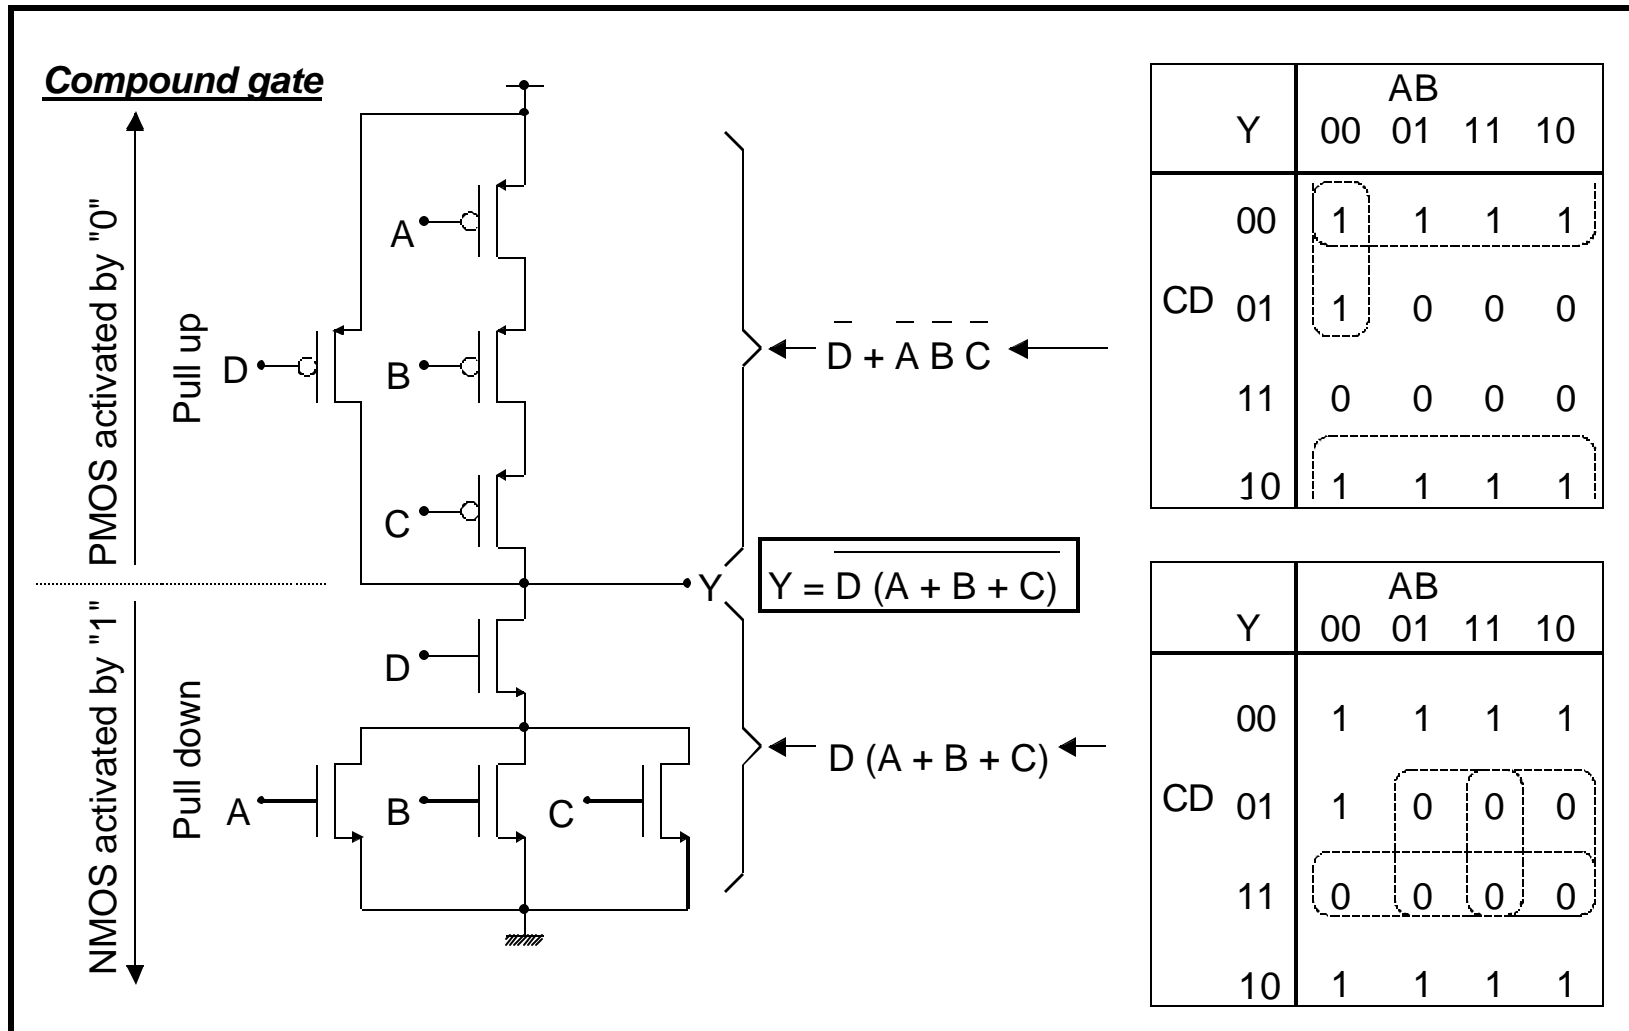 Compound gate
PMOS activated by "0"
Pull up
A
D
B
C
Y
NMOS activated by "1"
Pull down
D
A
B
C
D̅ + A̅ B̅ C̅
Y = D (A + B + C)
D (A + B + C)
AB
Y 00 01 11 10
00 1 1 1 1
CD 01 1 0 0 0
11 0 0 0 0
10 1 1 1 1
AB
Y 00 01 11 10
00 1 1 1 1
CD 01 1 0 0 0
11 0 0 0 0
10 1 1 1 1